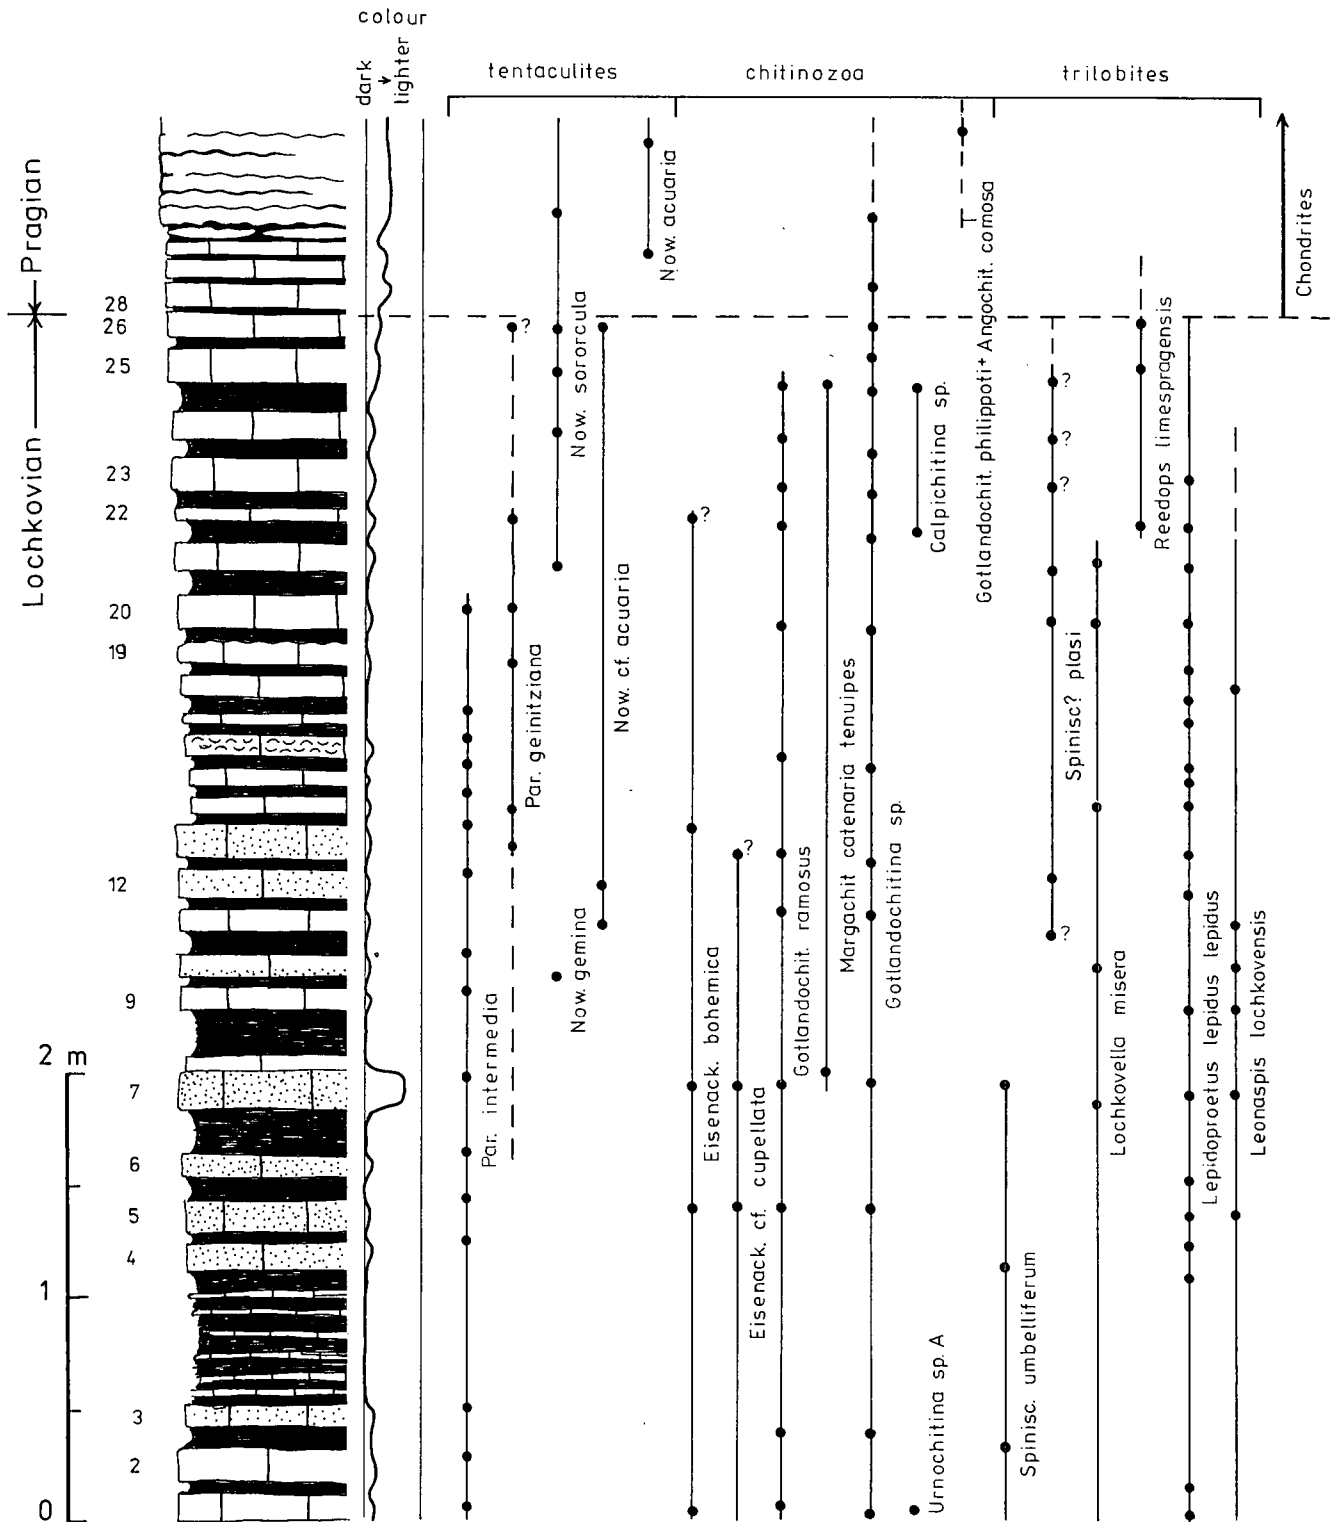 colour
dark
lighter
tentaculites
chitinozoa
trilobites
Lochkovian
Pragian
Chondrites
28
26
25
23
22
20
19
12
9
7
6
5
4
3
2
2 m
1
0
Par. intermedia
Par. geinitziana
?
Now. gemina
Now. sororcula
Now. cf. acuaria
Now. acuaria
Eisenack. bohemica
?
Eisenack. cf. cupellata
?
Gotlandochit. ramosus
Margachit catenaria tenuipes
Gotlandochitina sp.
Urnochitina sp. A
Calpichitina sp.
Gotlandochit. philippoti + Angochit. comosa
Spinisc. umbelliferum
Spinisc? plasi
?
?
?
?
Lochkovella misera
Reedops limespragensis
Lepidoproetus lepidus lepidus
Leonaspis lochkovensis